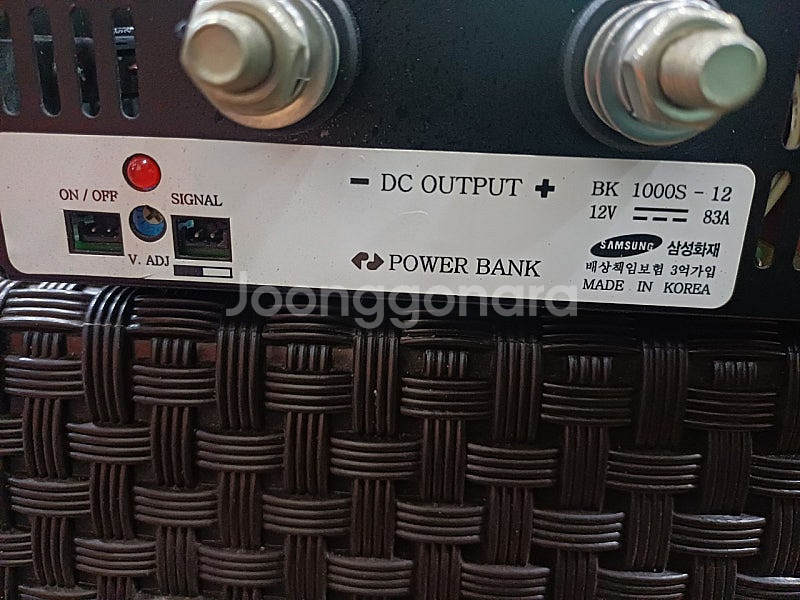 ON / OFF
SIGNAL
V. ADJ
− DC OUTPUT +
POWER BANK
BK 1000S - 12
12V 83A
SAMSUNG 삼성화재
배상책임보험 3억가입
MADE IN KOREA
Joonggonara